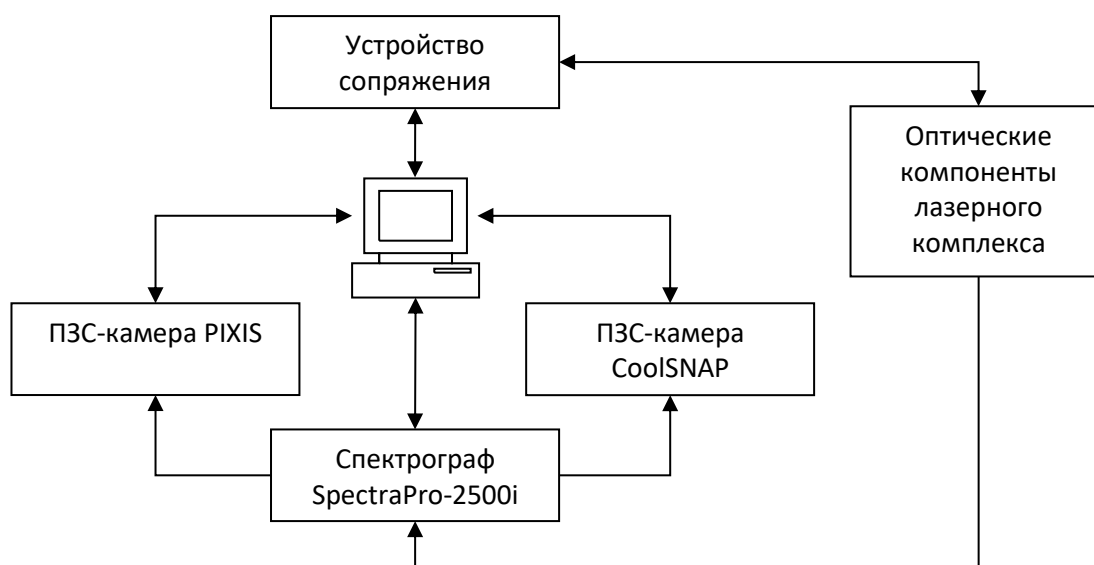 Устройство
сопряжения
Оптические
компоненты
лазерного
комплекса
ПЗС-камера PIXIS
ПЗС-камера
CoolSNAP
Спектрограф
SpectraPro-2500i